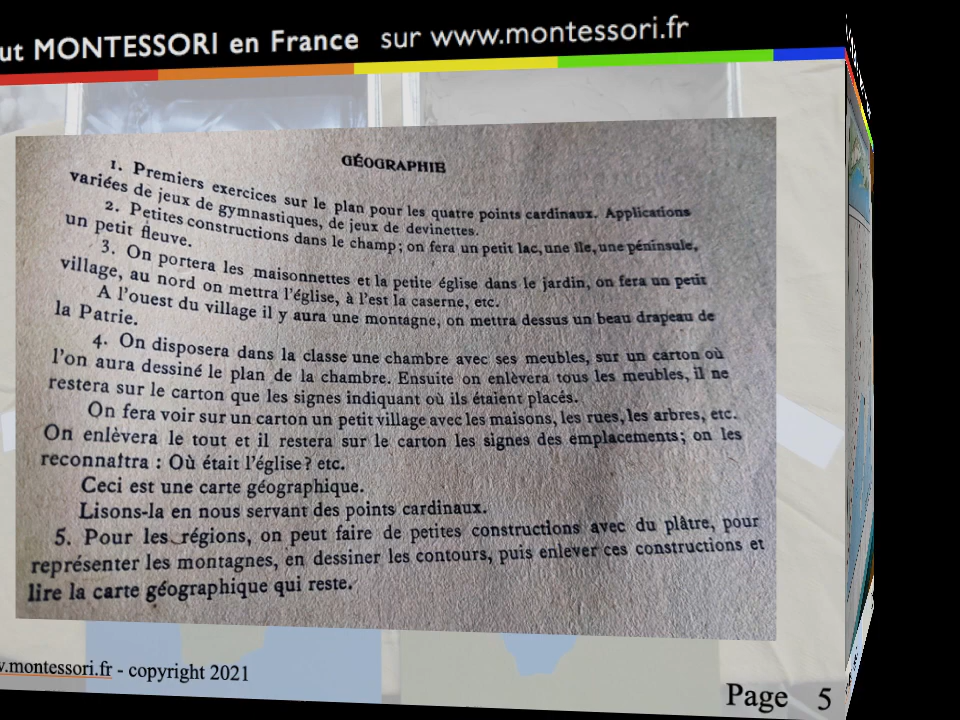 ut MONTESSORI en France sur www.montessori.fr
GÉOGRAPHIE
1. Premiers exercices sur le plan pour les quatre points cardinaux. Applications
variées de jeux de gymnastiques, de jeux de devinettes.
2. Petites constructions dans le champ; on fera un petit lac, une île, une péninsule,
un petit fleuve.
3. On portera les maisonnettes et la petite église dans le jardin, on fera un petit
village, au nord on mettra l'église, à l'est la caserne, etc.
A l'ouest du village il y aura une montagne, on mettra dessus un beau drapeau de
la Patrie.
4. On disposera dans la classe une chambre avec ses meubles, sur un carton où
l'on aura dessiné le plan de la chambre. Ensuite on enlèvera tous les meubles, il ne
restera sur le carton que les signes indiquant où ils étaient placés.
On fera voir sur un carton un petit village avec les maisons, les rues, les arbres, etc.
On enlèvera le tout et il restera sur le carton les signes des emplacements; on les
reconnaîtra : Où était l'église? etc.
Ceci est une carte géographique.
Lisons-la en nous servant des points cardinaux.
5. Pour les régions, on peut faire de petites constructions avec du plâtre, pour
représenter les montagnes, en dessiner les contours, puis enlever ces constructions et
lire la carte géographique qui reste.
.montessori.fr - copyright 2021
Page 5